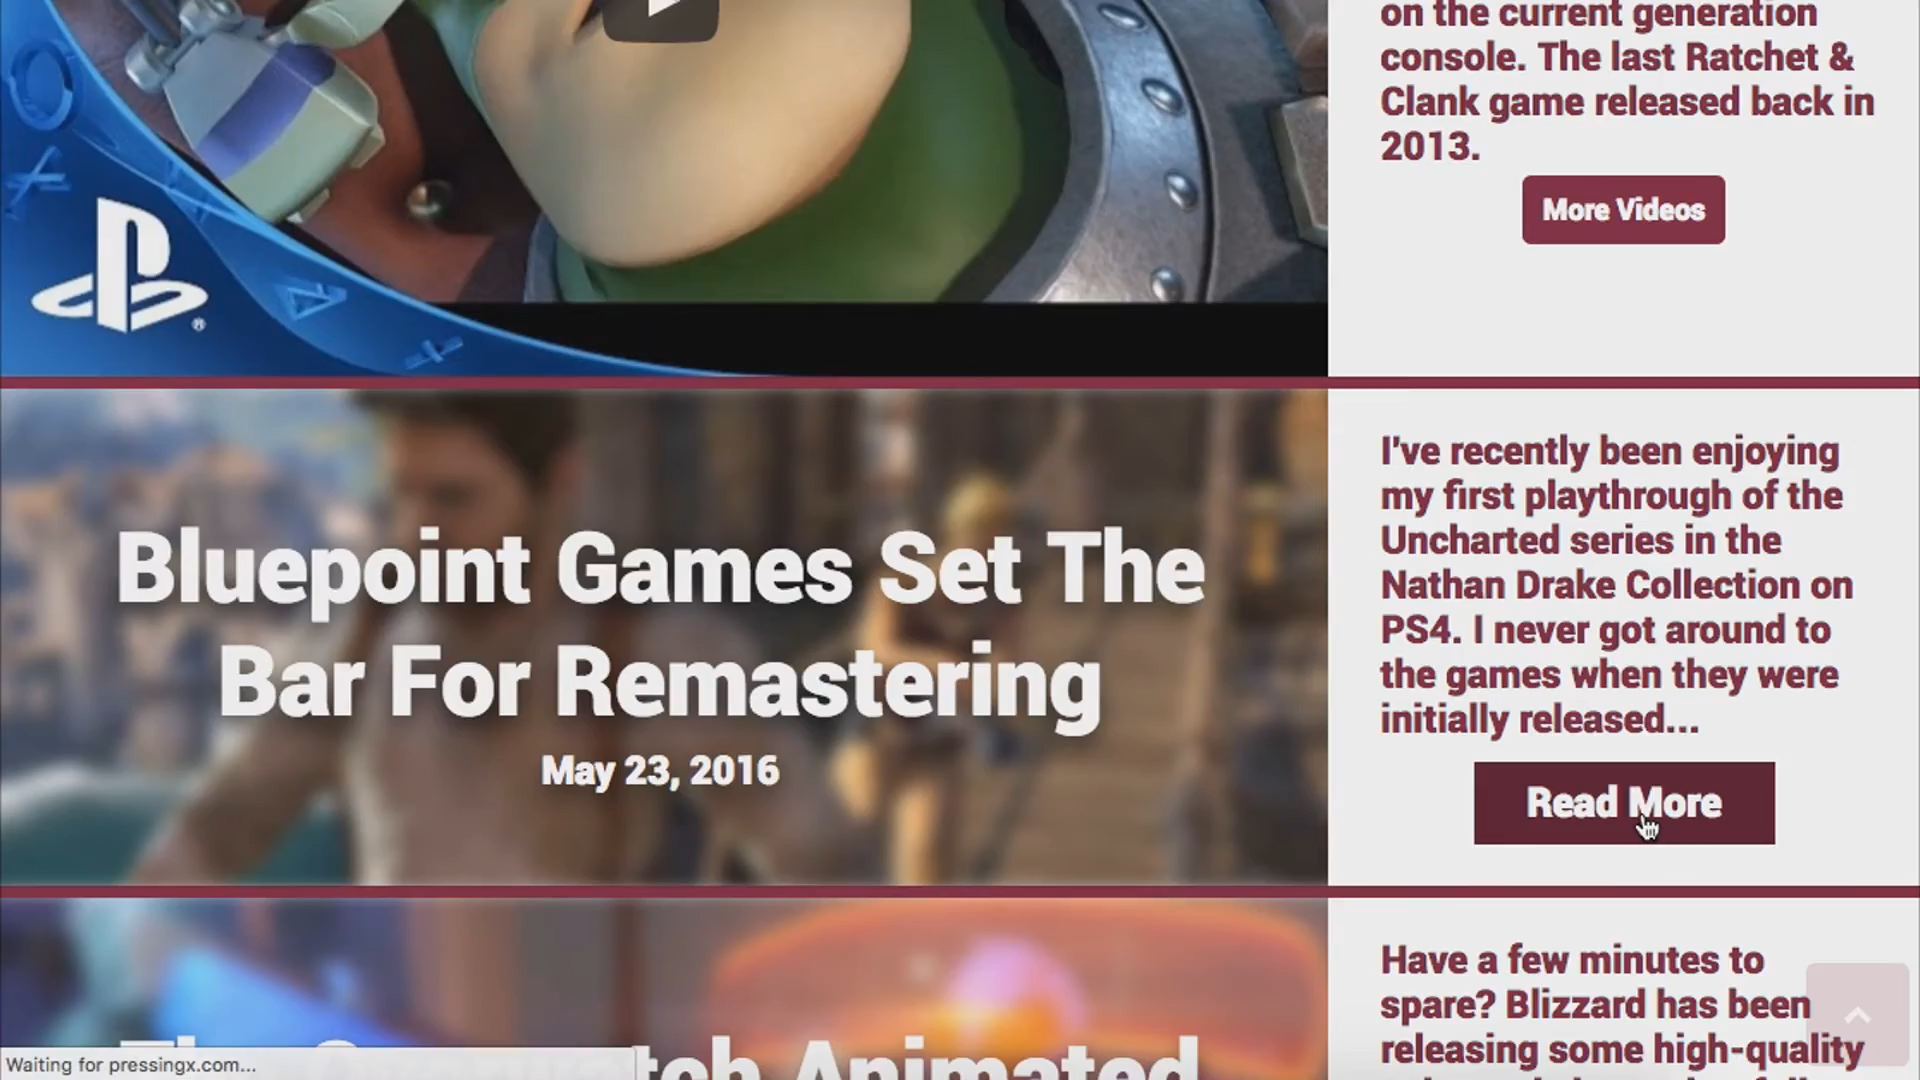 on the current generation
console. The last Ratchet &
Clank game released back in
2013.
More Videos
Bluepoint Games Set The
Bar For Remastering
May 23, 2016
I've recently been enjoying
my first playthrough of the
Uncharted series in the
Nathan Drake Collection on
PS4. I never got around to
the games when they were
initially released...
Read More
Animated
Have a few minutes to
spare? Blizzard has been
releasing some high-quality
Waiting for pressingx.com...